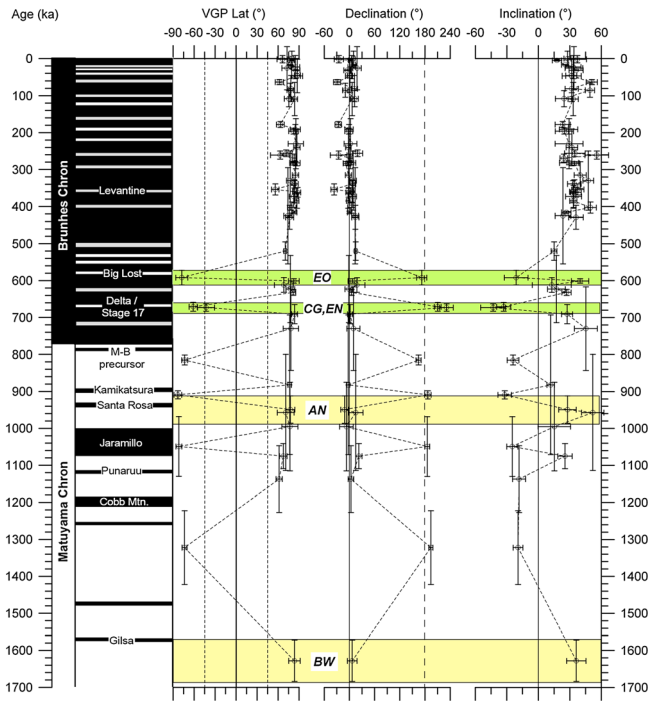 Age (ka) VGP Lat (°) Declination (°) Inclination (°)
-90 -60 -30 0 30 60 90 -60 0 60 120 180 240 -60 -30 0 30 60
0 0
100 100
200 200
300 300
Levantine
400 400
500 500
Big Lost EO
600 600
Delta / CG,EN
Stage 17
700 700
Brunhes Chron
M-B
precursor
800 800
Kamikatsura
900 900
Santa Rosa AN
1000 1000
Jaramillo
1100 1100
Punaruu
Cobb Mtn.
1200 1200
1300 1300
1400 1400
1500 1500
Gilsa
1600 1600
BW
1700 1700
Matuyama Chron